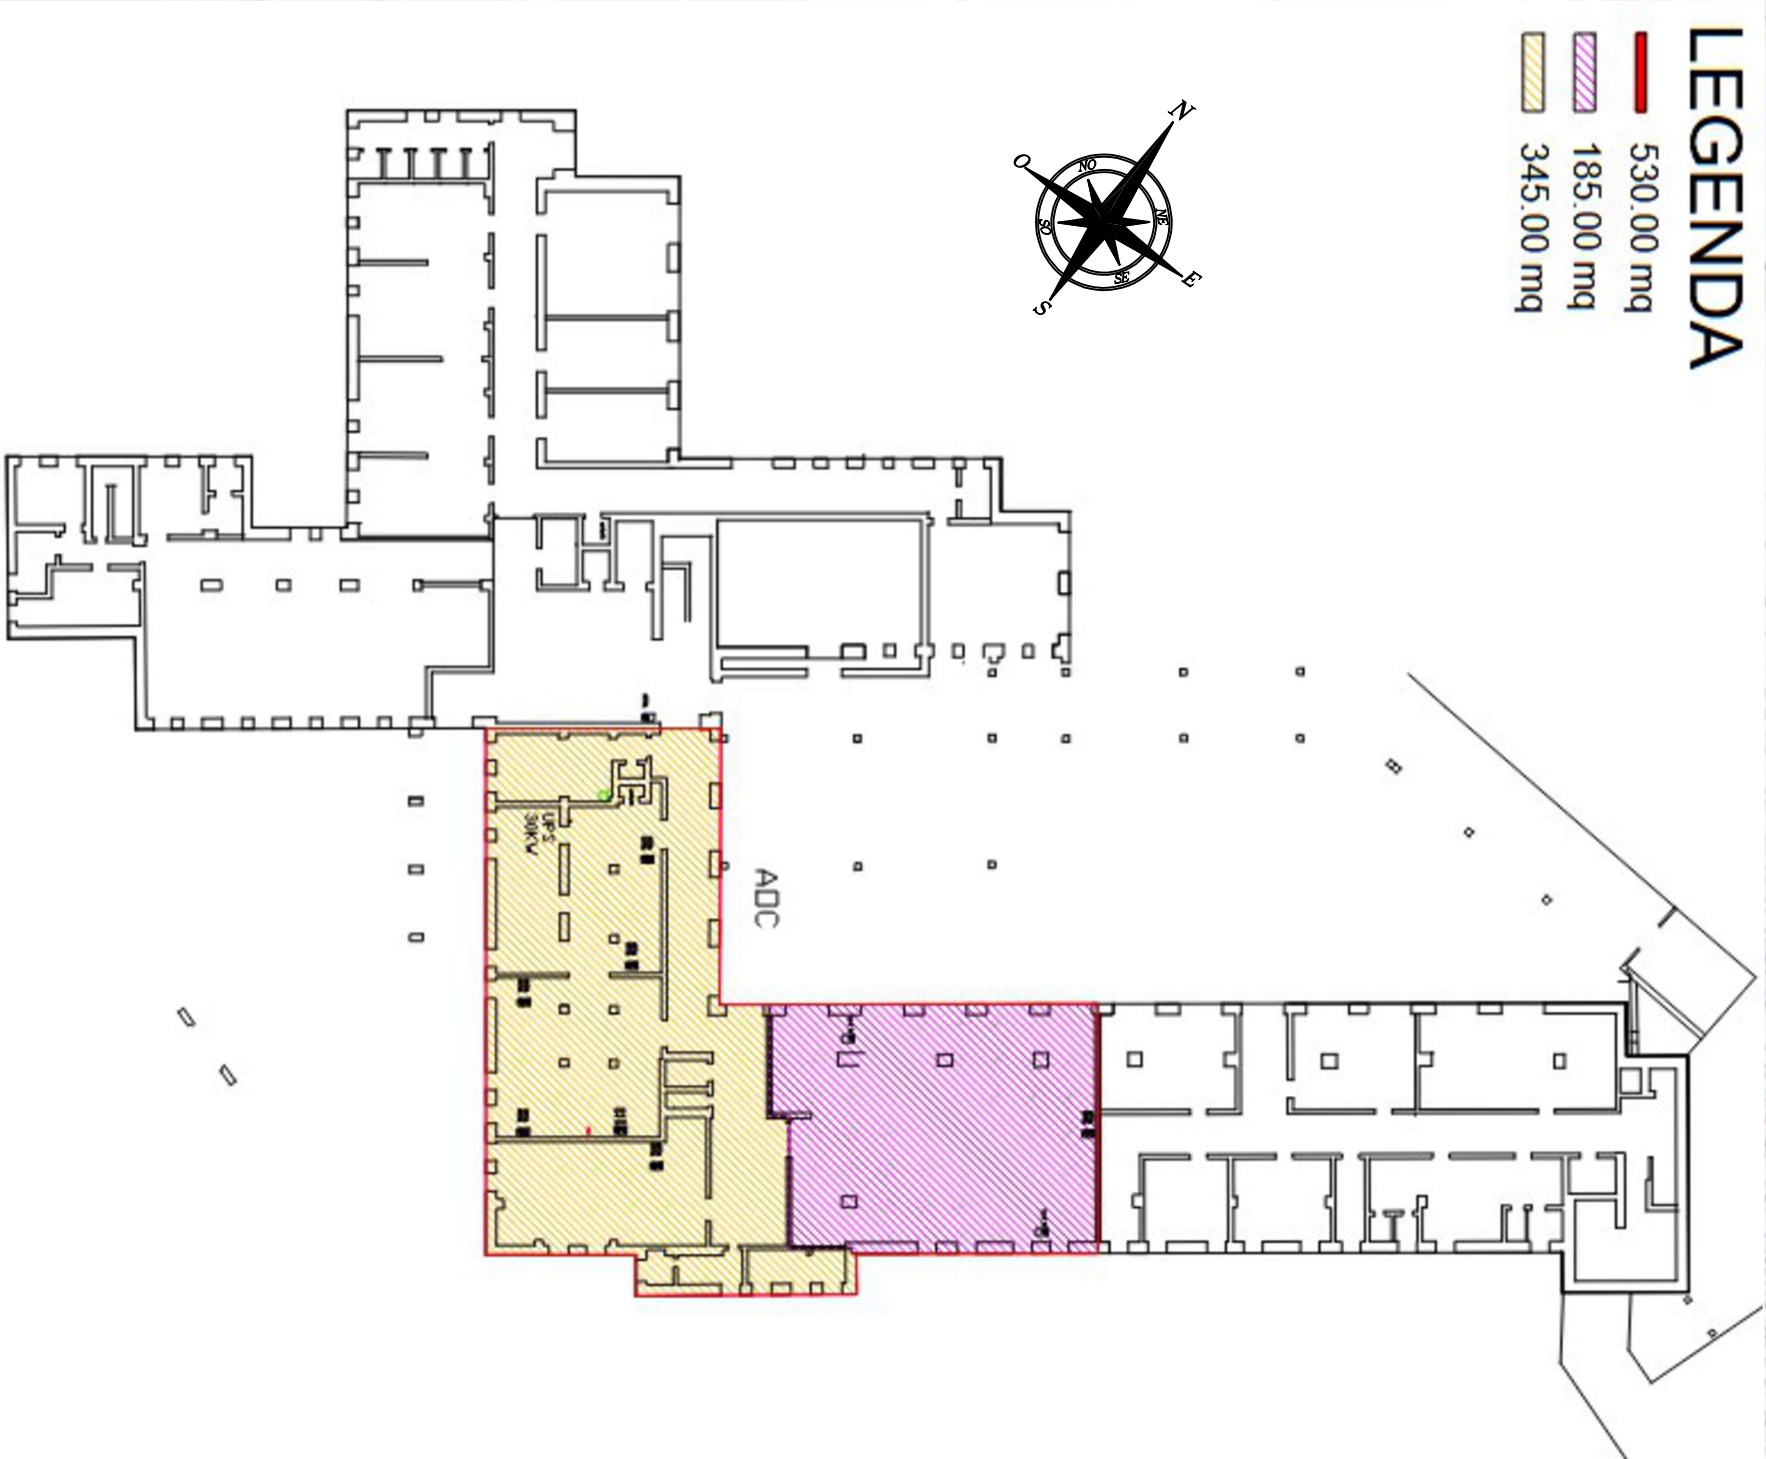 LEGENDA
530.00 mq
185.00 mq
345.00 mq
N
NO
NE
O
SO
E
SE
S
UPS
30KW
ADC